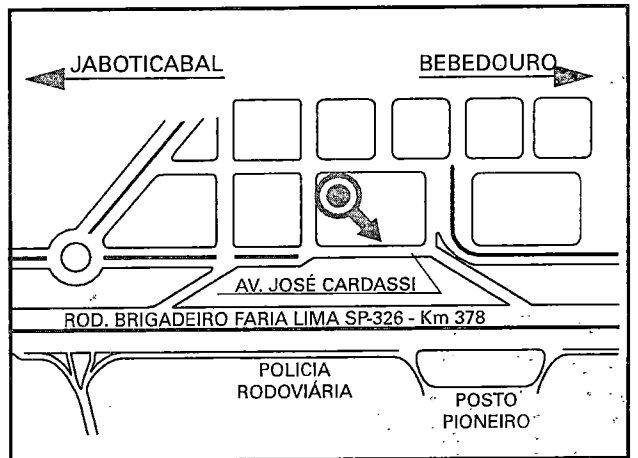 JABOTICABAL
BEBEDOURO
AV. JOSÉ CARDASSI
ROD. BRIGADEIRO FARIA LIMA SP-326 - Km 378
POLICIA
RODOVIÁRIA
POSTO
PIONEIRO